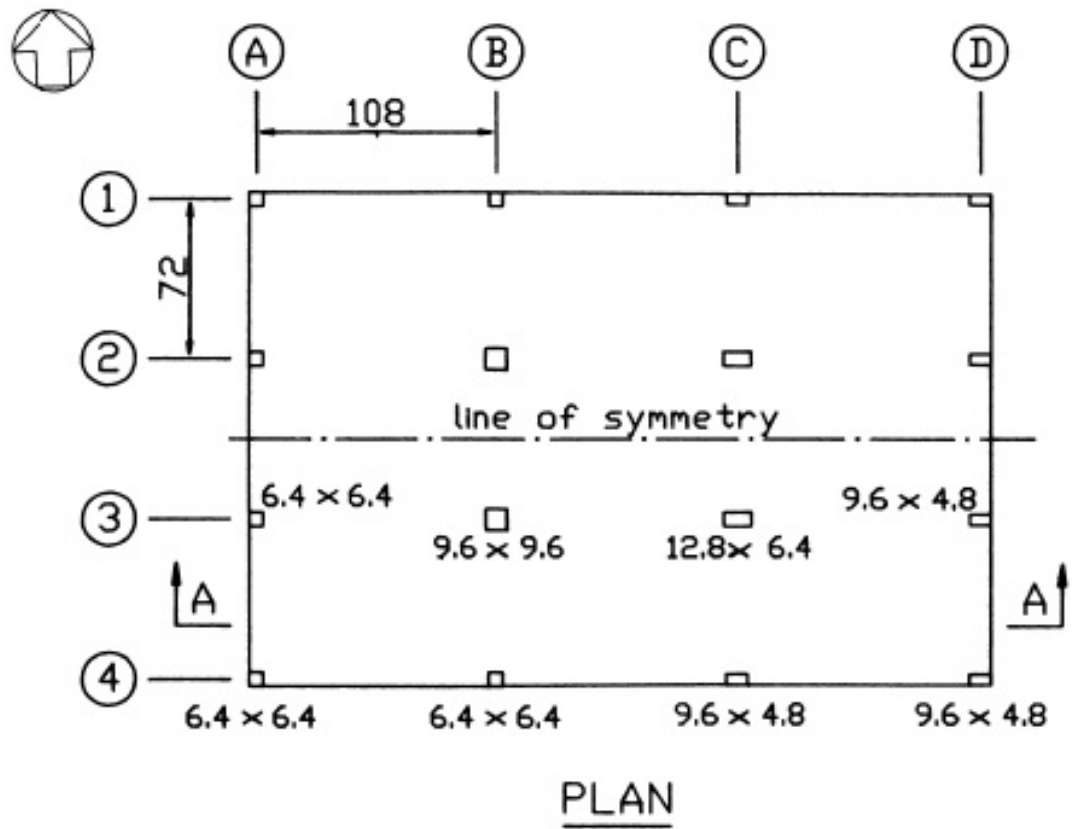 A B C D
108
1
72
2
line of symmetry
6.4 × 6.4
9.6 × 4.8
3
9.6 × 9.6
12.8 × 6.4
A A
4
6.4 × 6.4 6.4 × 6.4 9.6 × 4.8 9.6 × 4.8
PLAN